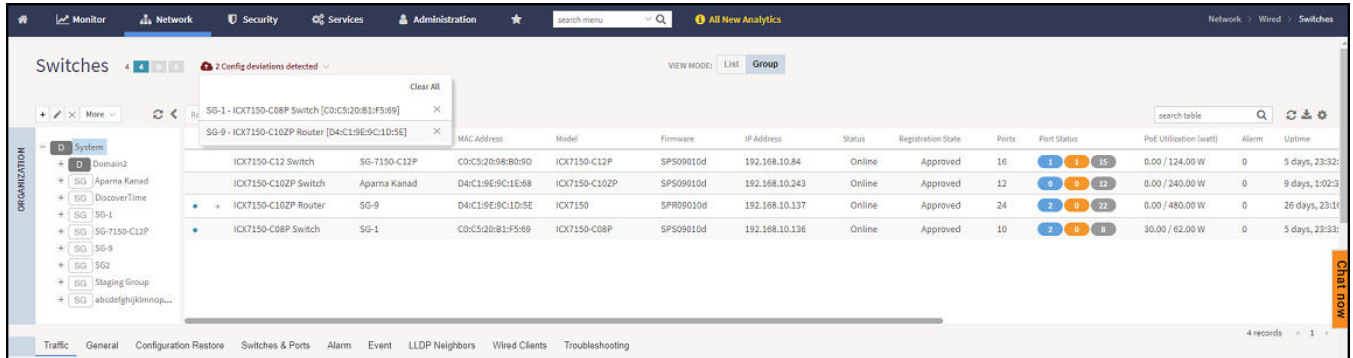 Monitor Network Security Services Administration search menu All New Analytics Network > Wired > Switches
Switches 4 4 0 0 2 Config deviations detected VIEW MODE: List Group
Clear All
SG-1 - ICX7150-C08P Switch [C0:C5:20:B1:F5:69] ×
SG-9 - ICX7150-C10ZP Router [D4:C1:9E:9C:1D:5E] ×
+ × More search table
MAC Address Model Firmware IP Address Status Registration State Ports Port Status PoE Utilization (watt) Alarm Uptime
ORGANIZATION
− D System
+ D Domain2
+ SG Aparna Kanad
+ SG DiscoverTime
+ SG SG-1
+ SG SG-7150-C12P
+ SG SG-9
+ SG SG2
+ SG Staging Group
+ SG abcdefghijklmnop...
ICX7150-C12 Switch SG-7150-C12P C0:C5:20:98:B0:9D ICX7150-C12P SPS09010d 192.168.10.84 Online Approved 16 1 1 15 0.00 / 124.00 W 0 5 days, 23:32:
ICX7150-C10ZP Switch Aparna Kanad D4:C1:9E:9C:1E:68 ICX7150-C10ZP SPS09010d 192.168.10.243 Online Approved 12 0 0 12 0.00 / 240.00 W 0 9 days, 1:02:3
+ ICX7150-C10ZP Router SG-9 D4:C1:9E:9C:1D:5E ICX7150 SPR09010d 192.168.10.137 Online Approved 24 2 0 22 0.00 / 480.00 W 0 26 days, 23:1
ICX7150-C08P Switch SG-1 C0:C5:20:B1:F5:69 ICX7150-C08P SPS09010d 192.168.10.136 Online Approved 10 2 0 8 30.00 / 62.00 W 0 5 days, 23:33:
Chat now
4 records « 1 »
Traffic General Configuration Restore Switches & Ports Alarm Event LLDP Neighbors Wired Clients Troubleshooting